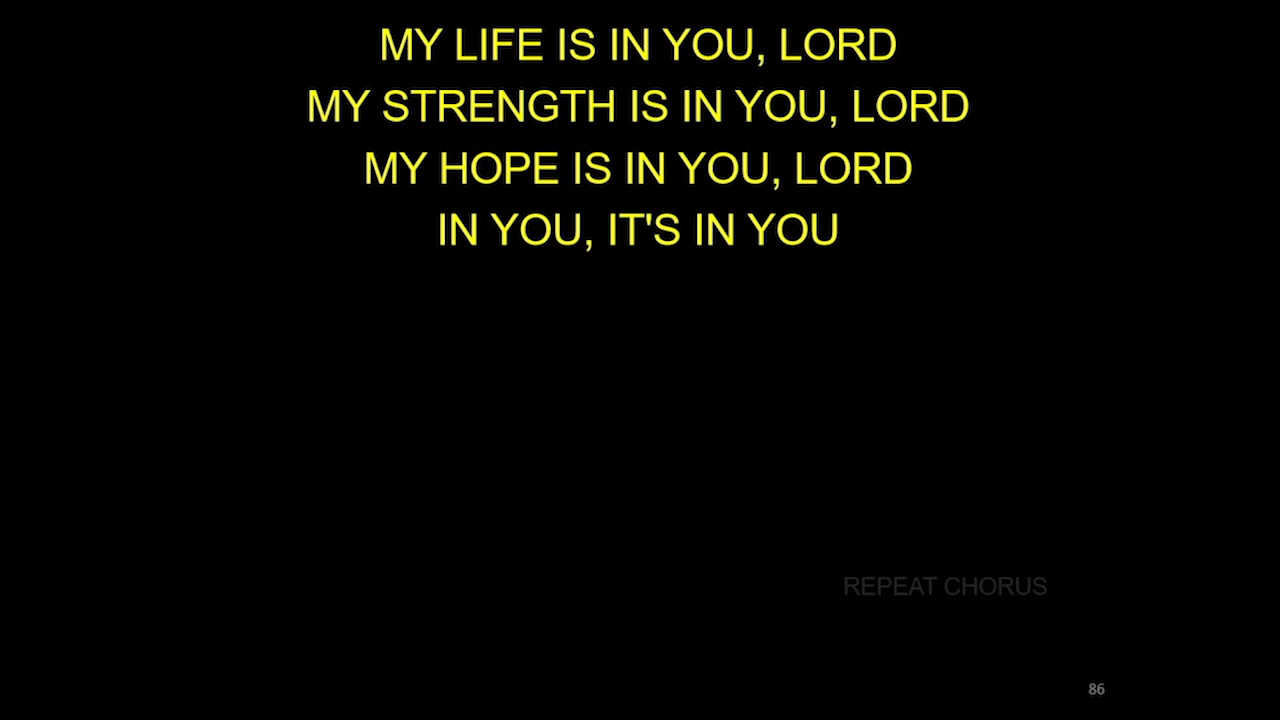 MY LIFE IS IN YOU, LORD
MY STRENGTH IS IN YOU, LORD
MY HOPE IS IN YOU, LORD
IN YOU, IT'S IN YOU
REPEAT CHORUS
86